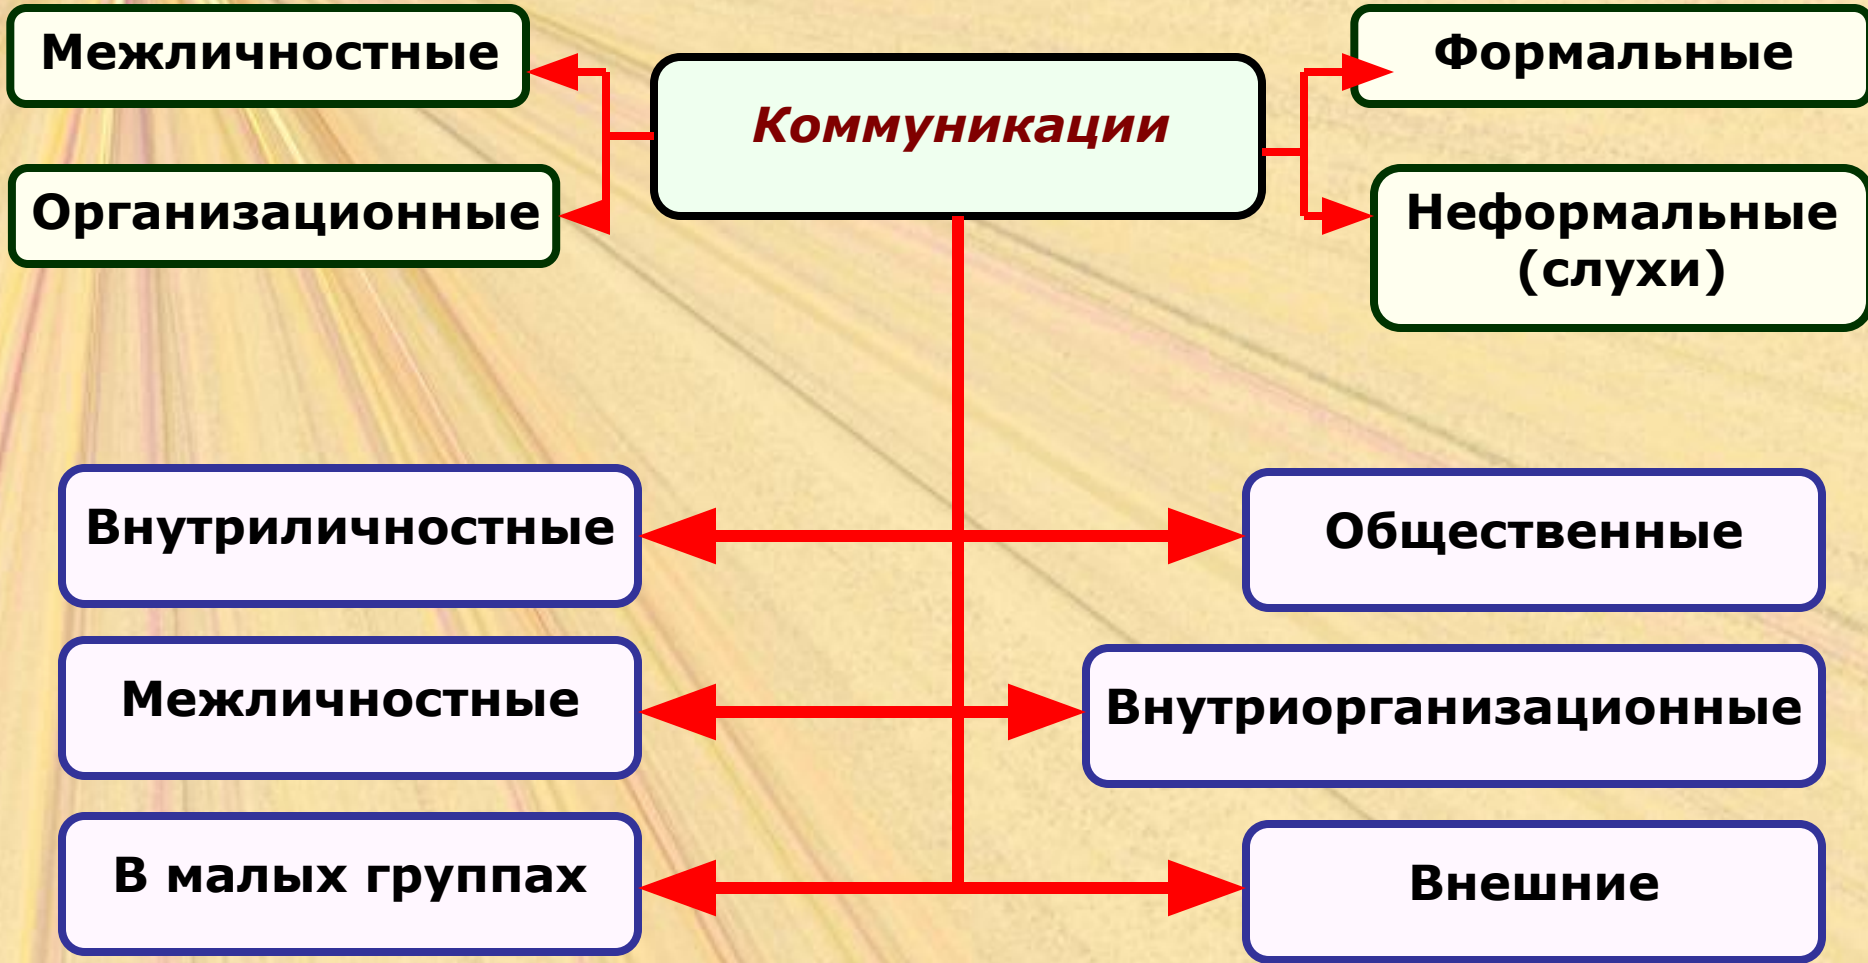 Межличностные
Коммуникации
Формальные
Организационные
Неформальные
(слухи)
Внутриличностные
Общественные
Межличностные
Внутриорганизационные
В малых группах
Внешние